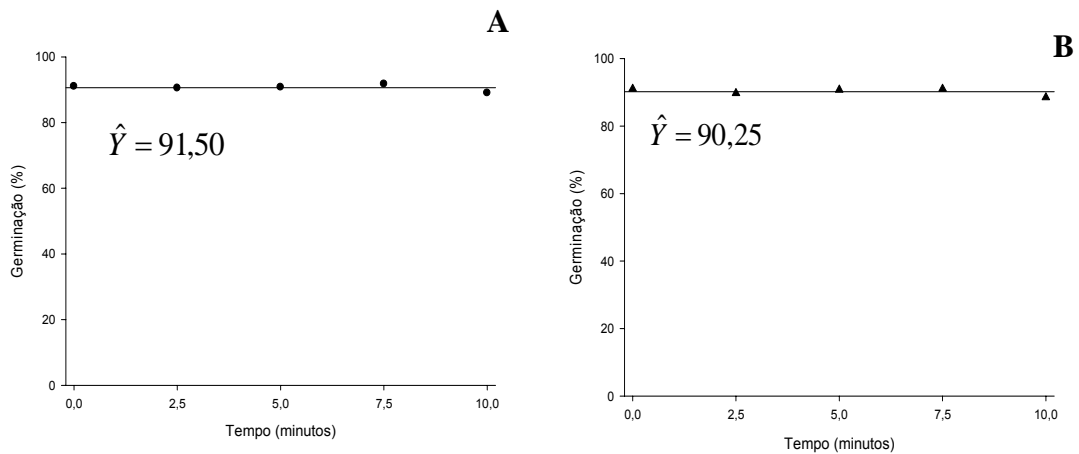 A
100
80
60
40
20
0
Germinação (%)
Ŷ = 91,50
0,0 2,5 5,0 7,5 10,0
Tempo (minutos)
B
100
80
60
40
20
0
Germinação (%)
Ŷ = 90,25
0,0 2,5 5,0 7,5 10,0
Tempo (minutos)